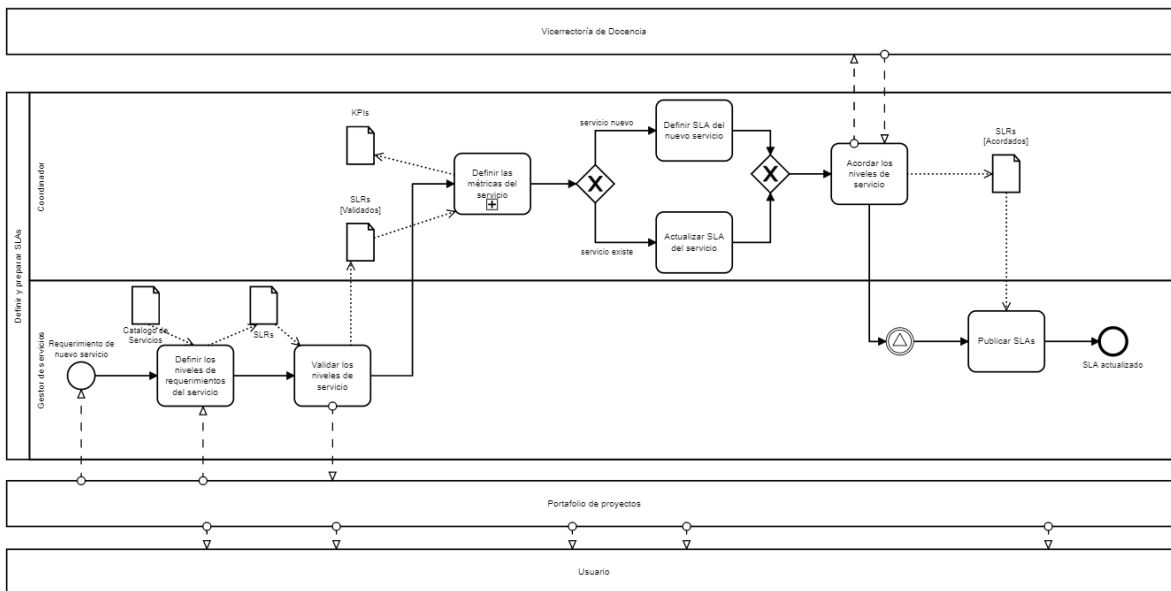 Vicerrectoría de Docencia
Definir y preparar SLAs
Coordinador
KPIs
SLRs
[Validados]
Definir las
métricas del
servicio
servicio nuevo
servicio existe
Definir SLA del
nuevo servicio
Actualizar SLA
del servicio
Acordar los
niveles de
servicio
SLRs
[Acordados]
Gestor de servicios
Requerimiento de
nuevo servicio
Catalogo de
Servicios
Definir los
niveles de
requerimientos
del servicio
SLRs
Validar los
niveles de
servicio
Publicar SLAs
SLA actualizado
Portafolio de proyectos
Usuario